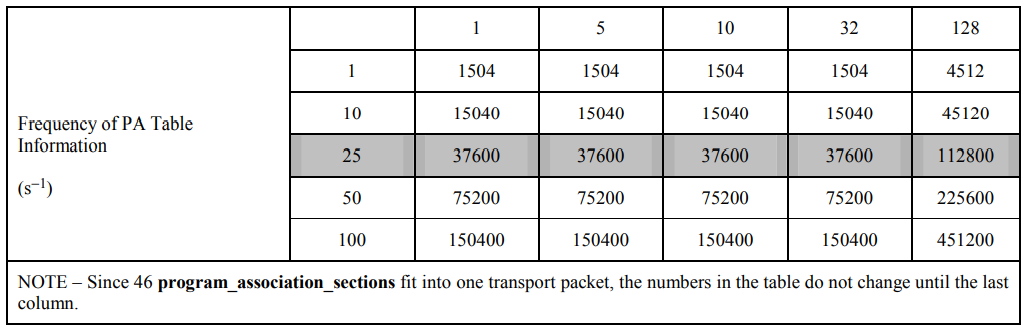 1 5 10 32 128
1 1504 1504 1504 1504 4512
10 15040 15040 15040 15040 45120
Frequency of PA Table
Information
(s–1)
25 37600 37600 37600 37600 112800
50 75200 75200 75200 75200 225600
100 150400 150400 150400 150400 451200
NOTE – Since 46 program_association_sections fit into one transport packet, the numbers in the table do not change until the last
column.